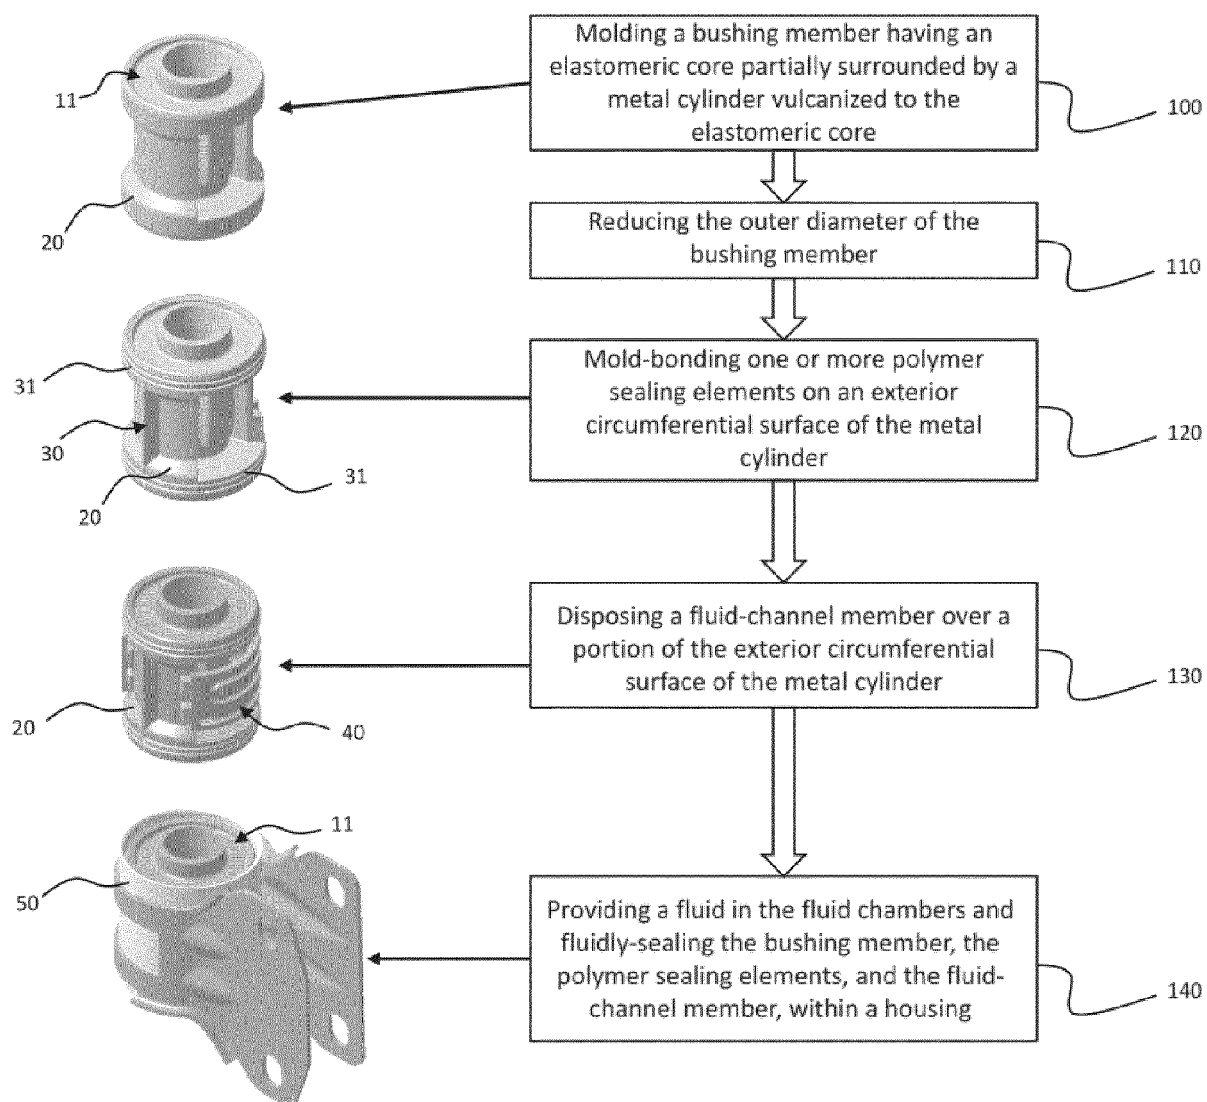 Molding a bushing member having an
elastomeric core partially surrounded by a
metal cylinder vulcanized to the
elastomeric core
100
11
20
Reducing the outer diameter of the
bushing member
110
Mold-bonding one or more polymer
sealing elements on an exterior
circumferential surface of the metal
cylinder
120
31
30
20
31
Disposing a fluid-channel member over a
portion of the exterior circumferential
surface of the metal cylinder
130
20
40
Providing a fluid in the fluid chambers and
fluidly-sealing the bushing member, the
polymer sealing elements, and the fluid-
channel member, within a housing
140
11
50